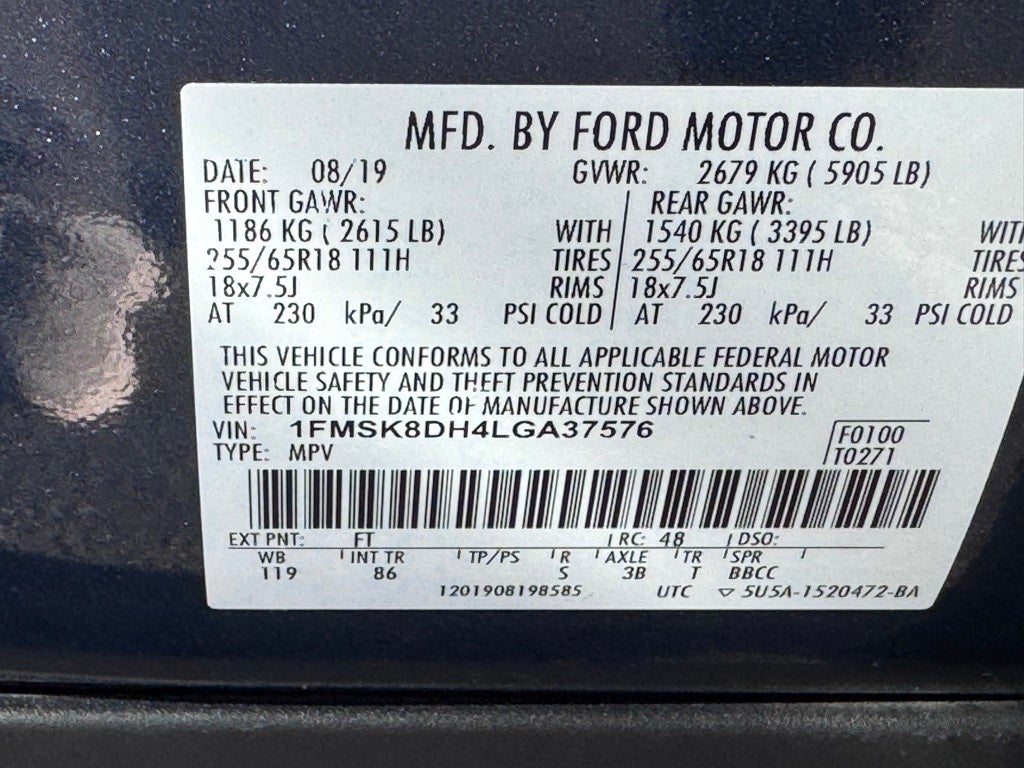 MFD. BY FORD MOTOR CO.
DATE: 08/19 GVWR: 2679 KG ( 5905 LB)
FRONT GAWR: REAR GAWR:
1186 KG ( 2615 LB) WITH 1540 KG ( 3395 LB) WITH
255/65R18 111H TIRES 255/65R18 111H TIRES
18x7.5J RIMS 18x7.5J RIMS
AT 230 kPa/ 33 PSI COLD AT 230 kPa/ 33 PSI COLD
THIS VEHICLE CONFORMS TO ALL APPLICABLE FEDERAL MOTOR
VEHICLE SAFETY AND THEFT PREVENTION STANDARDS IN
EFFECT ON THE DATE OF MANUFACTURE SHOWN ABOVE.
VIN: 1FMSK8DH4LGA37576 F0100
TYPE: MPV T0271
EXT PNT: FT RC: 48 DSO:
WB INT TR TP/PS R AXLE TR SPR
119 86 S 3B T BBCC
1201908198585 UTC ▽ 5U5A-1520472-BA